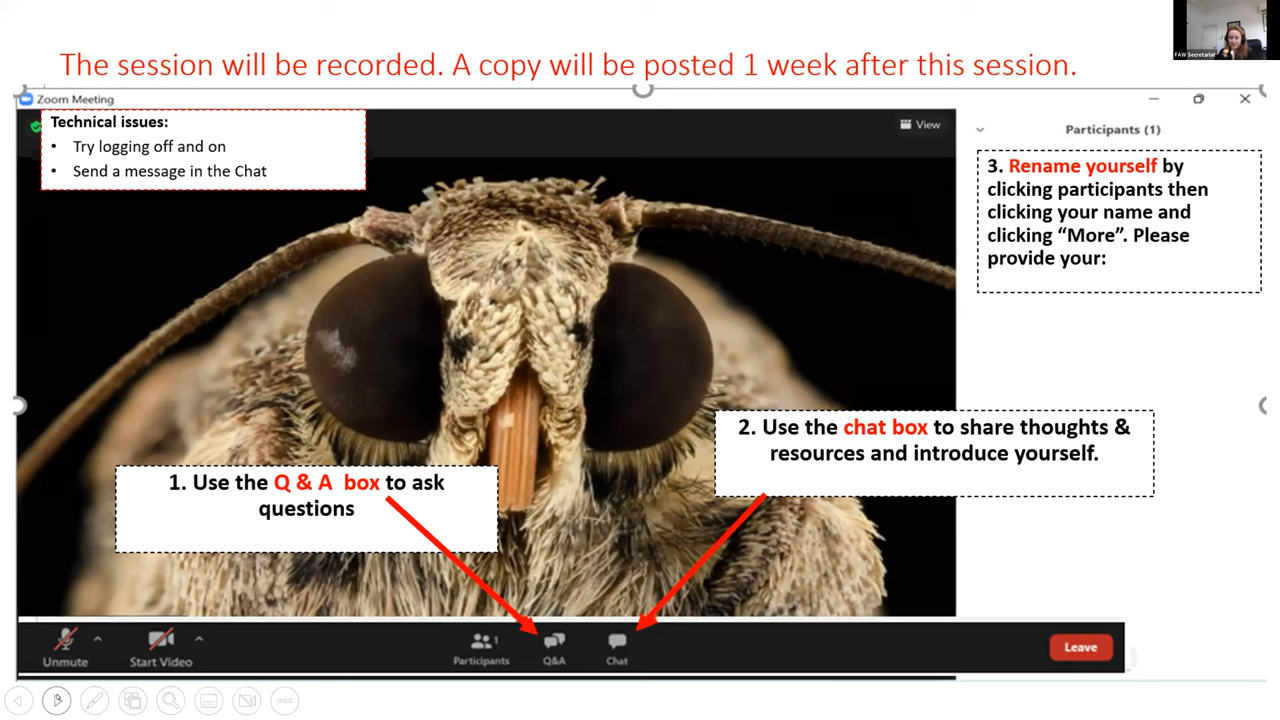 FAW Secretariat
The session will be recorded. A copy will be posted 1 week after this session.
Zoom Meeting
Technical issues:
• Try logging off and on
• Send a message in the Chat
View
Participants (1)
3. Rename yourself by
clicking participants then
clicking your name and
clicking “More”. Please
provide your:
2. Use the chat box to share thoughts &
resources and introduce yourself.
1. Use the Q & A box to ask
questions
Unmute
Start Video
1
Participants
Q&A
Chat
Leave